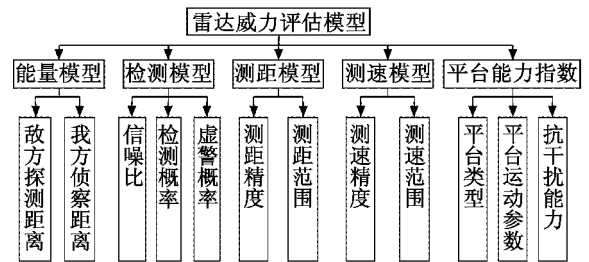 雷达威力评估模型
能量模型
检测模型
测距模型
测速模型
平台能力指数
敌方探测距离
我方侦察距离
信噪比
检测概率
虚警概率
测距精度
测距范围
测速精度
测速范围
平台类型
平台运动参数
抗干扰能力